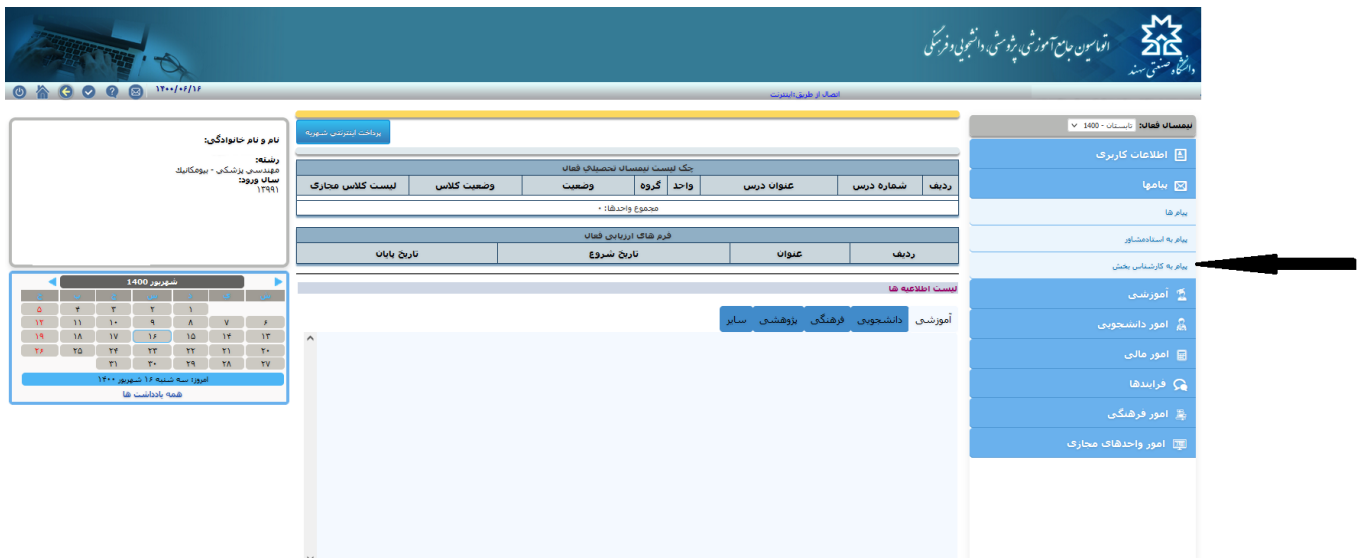 اتوماسیون جامع آموزشی، پژوهشی، دانشجویی و فرهنگی
دانشگاه صنعتی سهند
۱۴۰۰/۰۶/۱۶
اتصال از طریق:اینترنت
نیمسال فعال: تابستان - 1400
اطلاعات کاربری
پیامها
پیام ها
پیام به استادمشاور
پیام به کارشناس بخش
آموزشی
امور دانشجویی
امور مالی
فرایندها
امور فرهنگی
امور واحدهای مجازی
پرداخت اینترنتی شهریه
چک لیست نیمسال تحصیلی فعال
ردیف شماره درس عنوان درس واحد گروه وضعیت وضعیت کلاس لیست کلاس مجازی
مجموع واحدها: ۰
فرم های ارزیابی فعال
ردیف عنوان تاریخ شروع تاریخ پایان
لیست اطلاعیه ها
آموزشی دانشجویی فرهنگی پژوهشی سایر
نام و نام خانوادگی:
رشته:
مهندسی پزشکی - بیومکانیک
سال ورود:
۱۳۹۹۱
شهریور 1400
۱ ۲ ۳ ۴ ۵
۶ ۷ ۸ ۹ ۱۰ ۱۱ ۱۲
۱۳ ۱۴ ۱۵ ۱۶ ۱۷ ۱۸ ۱۹
۲۰ ۲۱ ۲۲ ۲۳ ۲۴ ۲۵ ۲۶
۲۷ ۲۸ ۲۹ ۳۰ ۳۱
امروز: سه شنبه ۱۶ شهریور ۱۴۰۰
همه یادداشت ها